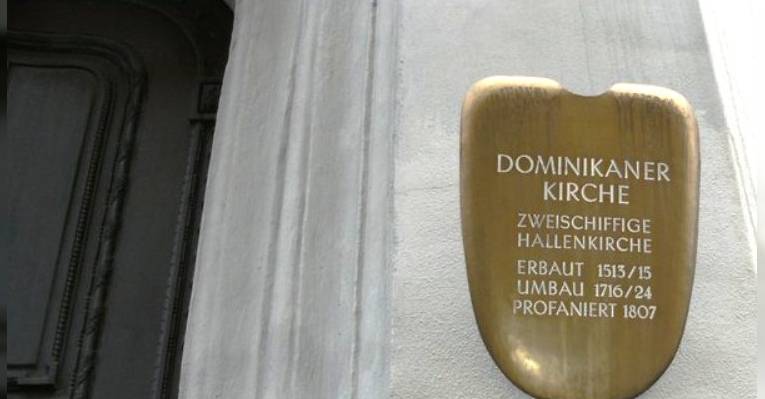 DOMINIKANER
KIRCHE
ZWEISCHIFFIGE
HALLENKIRCHE
ERBAUT 1513/15
UMBAU 1716/24
PROFANIERT 1807